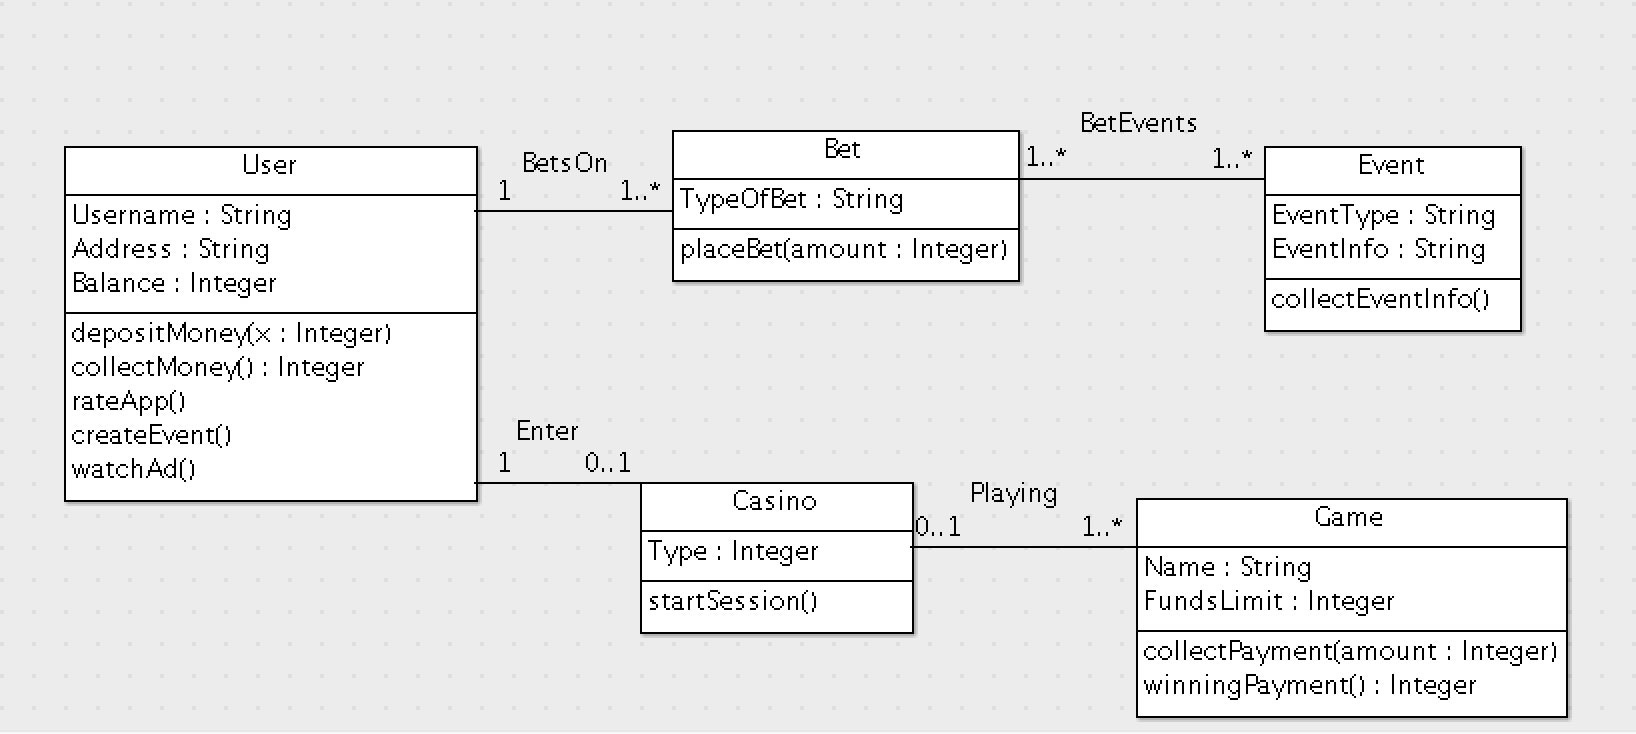 BetEvents
1..*
1..*
Bet
TypeOfBet : String
placeBet(amount : Integer)
User
Username : String
Address : String
Balance : Integer
depositMoney(x : Integer)
collectMoney() : Integer
rateApp()
createEvent()
watchAd()
BetsOn
1
1..*
Event
EventType : String
EventInfo : String
collectEventInfo()
Enter
1
0..1
Casino
Type : Integer
startSession()
Playing
0..1
1..*
Game
Name : String
FundsLimit : Integer
collectPayment(amount : Integer)
winningPayment() : Integer